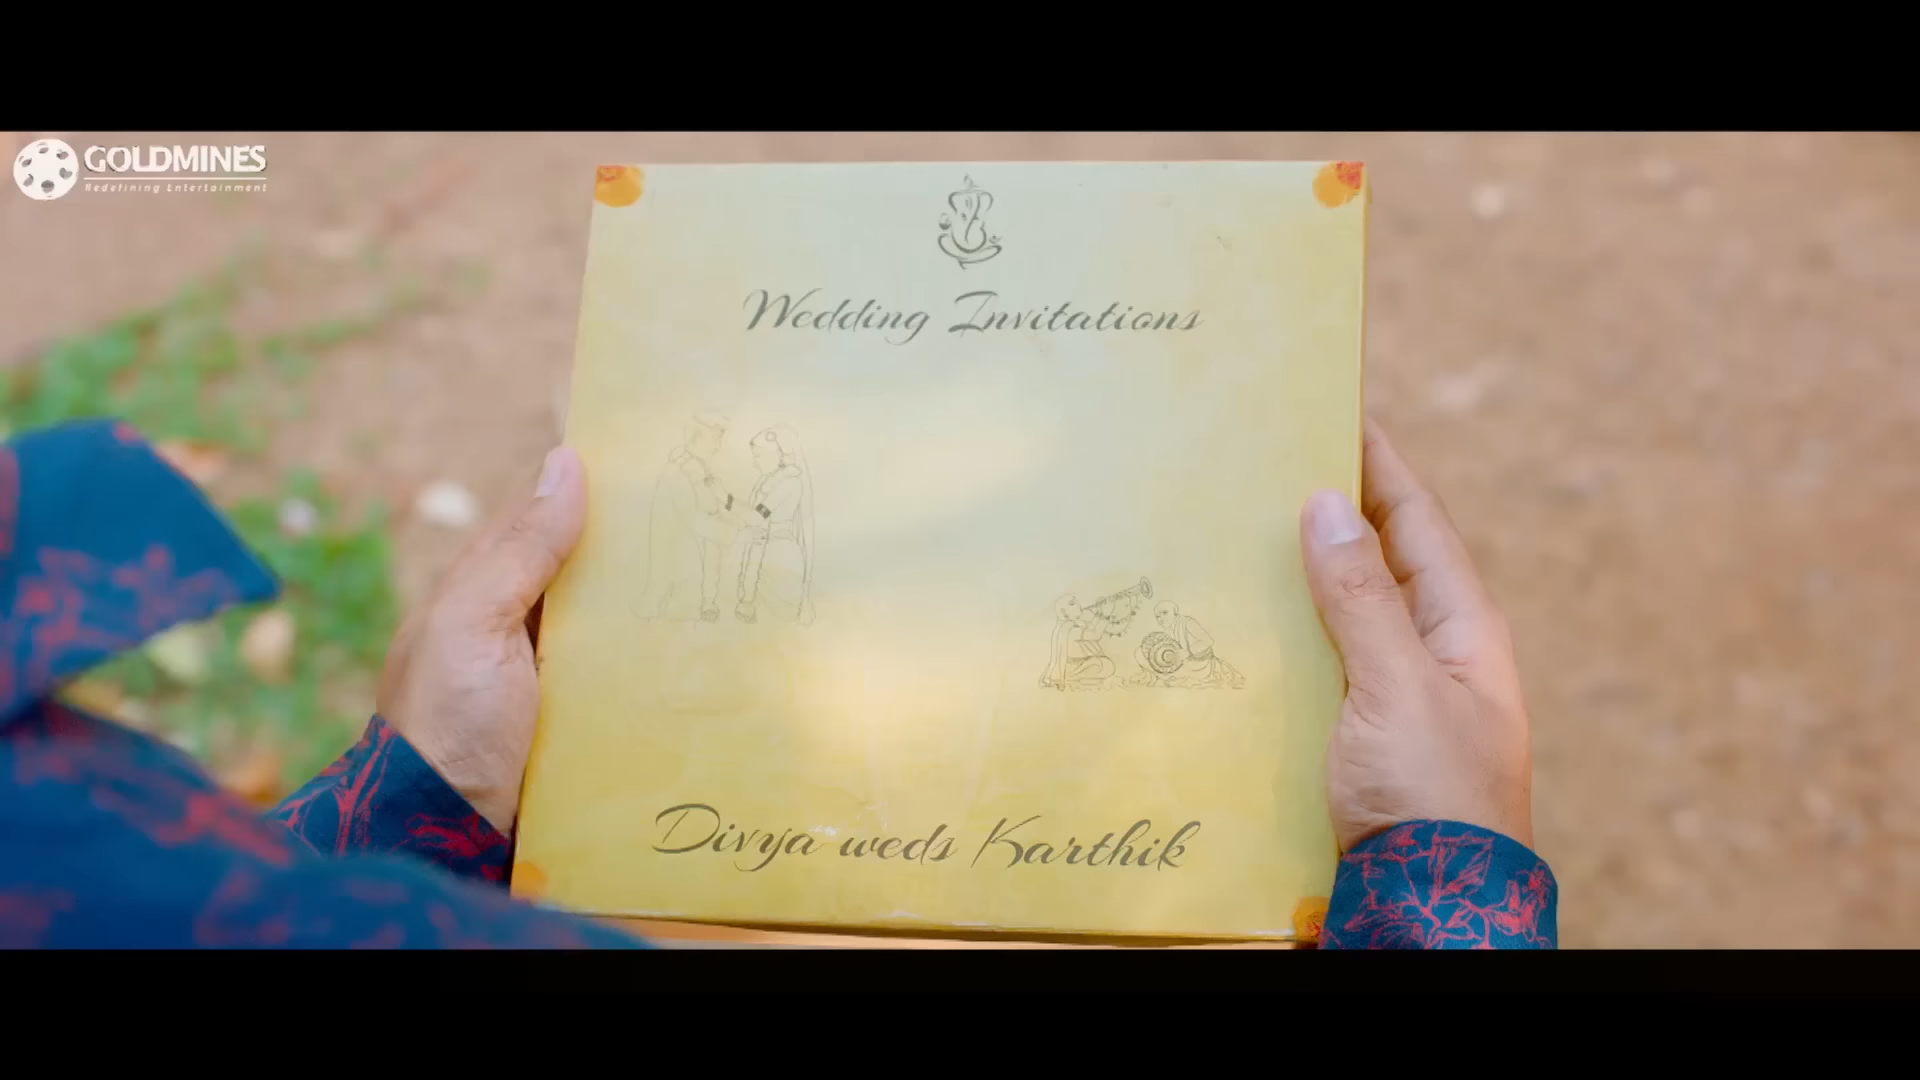 GOLDMINES
Redefining Entertainment
Wedding Invitations
Divya weds Karthik